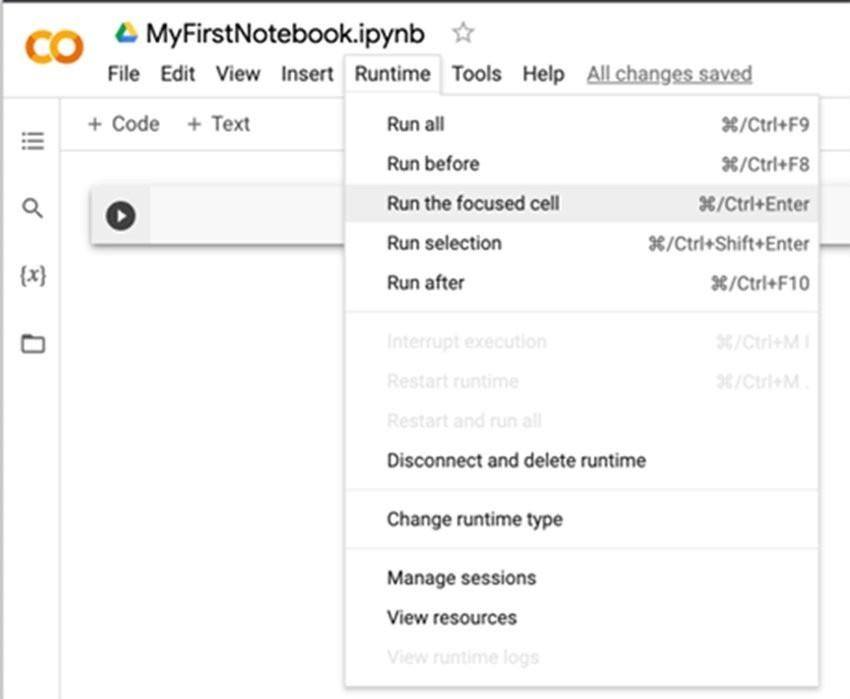 MyFirstNotebook.ipynb
File Edit View Insert Runtime Tools Help All changes saved
+ Code + Text
Run all ⌘/Ctrl+F9
Run before ⌘/Ctrl+F8
Run the focused cell ⌘/Ctrl+Enter
Run selection ⌘/Ctrl+Shift+Enter
{x}
Run after ⌘/Ctrl+F10
Interrupt execution ⌘/Ctrl+M I
Restart runtime ⌘/Ctrl+M .
Restart and run all
Disconnect and delete runtime
Change runtime type
Manage sessions
View resources
View runtime logs